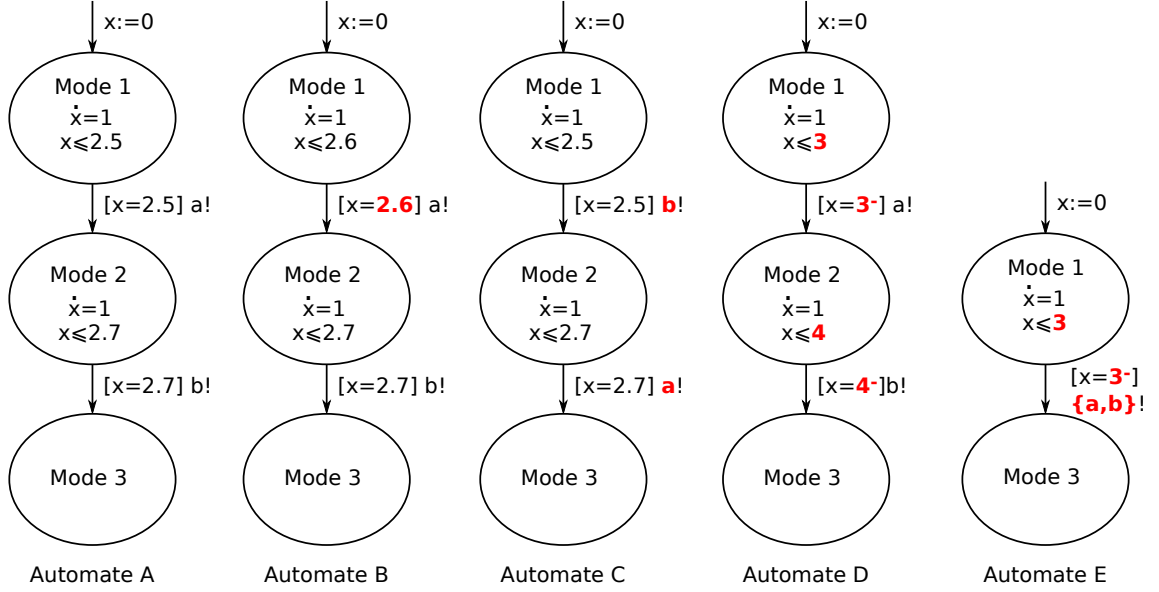 x:=0
Mode 1
ẋ=1
x⩽2.5
[x=2.5] a!
Mode 2
ẋ=1
x⩽2.7
[x=2.7] b!
Mode 3
Automate A
x:=0
Mode 1
ẋ=1
x⩽2.6
[x=2.6] a!
Mode 2
ẋ=1
x⩽2.7
[x=2.7] b!
Mode 3
Automate B
x:=0
Mode 1
ẋ=1
x⩽2.5
[x=2.5] b!
Mode 2
ẋ=1
x⩽2.7
[x=2.7] a!
Mode 3
Automate C
x:=0
Mode 1
ẋ=1
x⩽3
[x=3⁻] a!
Mode 2
ẋ=1
x⩽4
[x=4⁻]b!
Mode 3
Automate D
x:=0
Mode 1
ẋ=1
x⩽3
[x=3⁻]
{a,b}!
Mode 3
Automate E